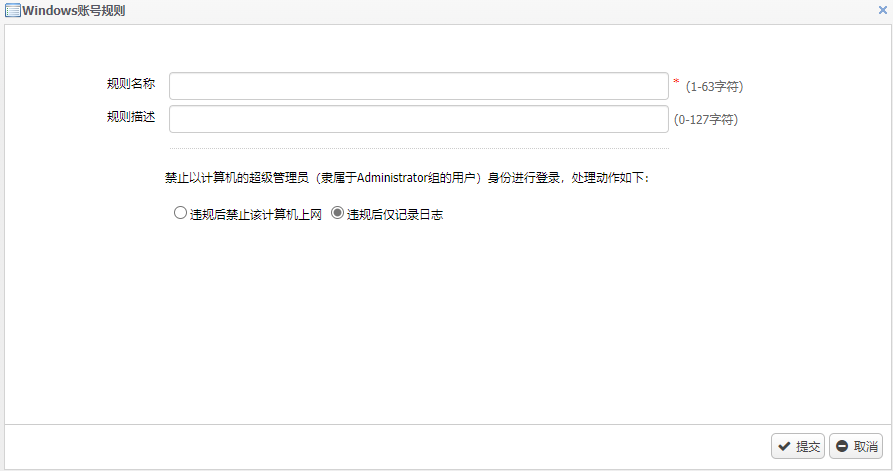 Windows账号规则
规则名称 * (1-63字符)
规则描述 (0-127字符)
禁止以计算机的超级管理员（隶属于Administrator组的用户）身份进行登录，处理动作如下：
违规后禁止该计算机上网 违规后仅记录日志
提交 取消